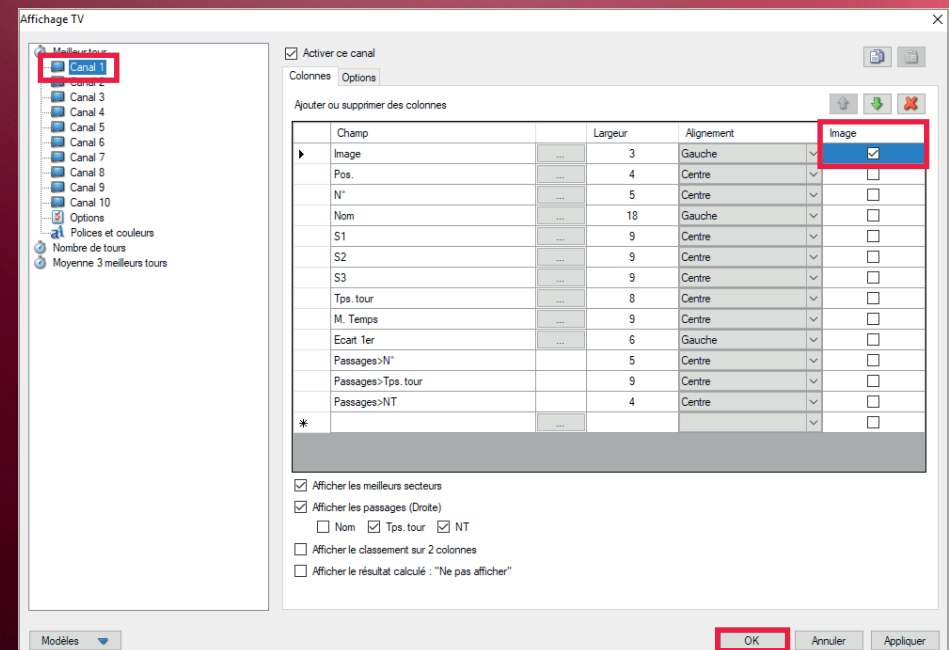 Affichage TV
Meilleur tour
Canal 1
Canal 2
Canal 3
Canal 4
Canal 5
Canal 6
Canal 7
Canal 8
Canal 9
Canal 10
Options
Polices et couleurs
Nombre de tours
Moyenne 3 meilleurs tours
Activer ce canal
Colonnes Options
Ajouter ou supprimer des colonnes
Champ Largeur Alignement Image
Image ... 3 Gauche
Pos. ... 4 Centre
N° ... 5 Centre
Nom ... 18 Gauche
S1 ... 9 Centre
S2 ... 9 Centre
S3 ... 9 Centre
Tps. tour ... 8 Centre
M. Temps ... 9 Centre
Ecart 1er ... 6 Gauche
Passages>N° 5 Centre
Passages>Tps. tour 9 Centre
Passages>NT 4 Centre
...
Afficher les meilleurs secteurs
Afficher les passages (Droite)
Nom Tps. tour NT
Afficher le classement sur 2 colonnes
Afficher le résultat calculé : "Ne pas afficher"
Modèles OK Annuler Appliquer